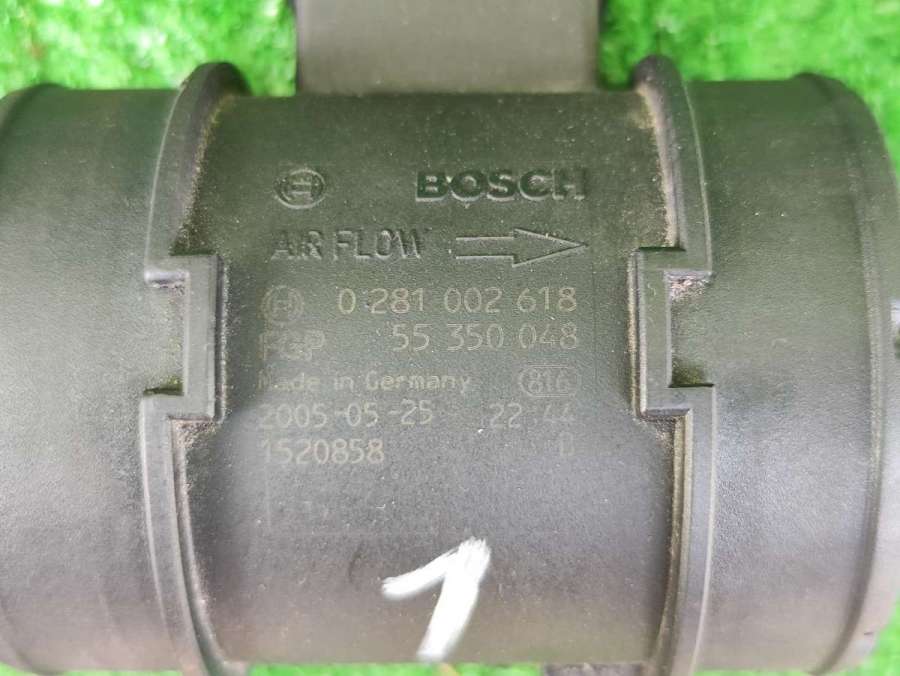 BOSCH
AIR FLOW
0 281 002 618
55 350 048
Made in Germany 816
2005-05-25 22:44
1520858
1